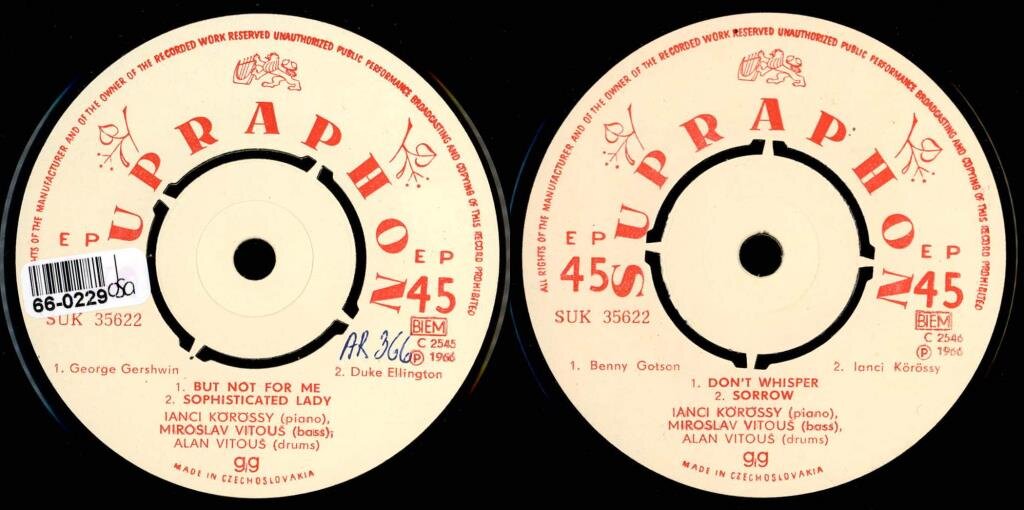 HTS OF THE MANUFACTURER AND OF THE OWNER OF THE RECORDED WORK RESERVED UNAUTHORIZED PUBLIC PERFORMANCE BROADCASTING AND COPYING OF THIS RECORD PROHIBITED
UPRAPHON
EP
EP
45
66-0229
SUK 35622
BIEM
C 2545
AR 366
Ⓟ 1966
1. George Gershwin
2. Duke Ellington
1. BUT NOT FOR ME
2. SOPHISTICATED LADY
IANCI KÖRÖSSY (piano),
MIROSLAV VITOUŠ (bass),
ALAN VITOUŠ (drums)
gg
MADE IN CZECHOSLOVAKIA
ALL RIGHTS OF THE MANUFACTURER AND OF THE OWNER OF THE RECORDED WORK RESERVED UNAUTHORIZED PUBLIC PERFORMANCE BROADCASTING AND COPYING OF THIS RECORD PROHIBITED
SUPRAPHON
EP
45
EP
45
SUK 35622
BIEM
C 2546
Ⓟ 1966
1. Benny Gotson
2. Ianci Körössy
1. DON'T WHISPER
2. SORROW
IANCI KÖRÖSSY (piano),
MIROSLAV VITOUŠ (bass),
ALAN VITOUŠ (drums)
gg
MADE IN CZECHOSLOVAKIA